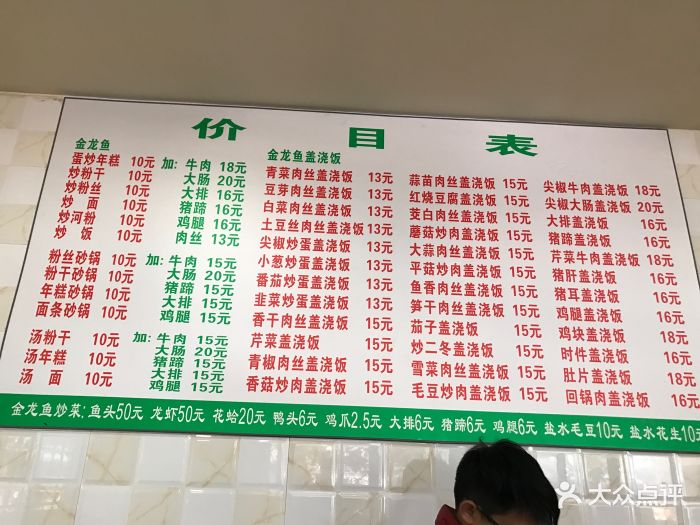 价目表
金龙鱼
蛋炒年糕 10元
炒粉干 10元
炒粉丝 10元
炒面 10元
炒河粉 10元
炒饭 10元
加: 牛肉 18元
大肠 20元
大排 16元
猪蹄 16元
鸡腿 16元
肉丝 13元
粉丝砂锅 10元
粉干砂锅 10元
年糕砂锅 10元
面条砂锅 10元
加: 牛肉 15元
大肠 20元
猪蹄 15元
大排 15元
鸡腿 15元
汤粉干 10元
汤年糕 10元
汤面 10元
加: 牛肉 15元
大肠 20元
猪蹄 15元
大排 15元
鸡腿 15元
金龙鱼盖浇饭
青菜肉丝盖浇饭 13元
豆芽肉丝盖浇饭 13元
白菜肉丝盖浇饭 13元
土豆丝肉丝盖浇饭 13元
尖椒炒蛋盖浇饭 13元
小葱炒蛋盖浇饭 13元
番茄炒蛋盖浇饭 13元
韭菜炒蛋盖浇饭 13元
香干肉丝盖浇饭 15元
芹菜盖浇饭 15元
青椒肉丝盖浇饭 15元
香菇炒肉盖浇饭 15元
蒜苗肉丝盖浇饭 15元
红烧豆腐盖浇饭 15元
茭白肉丝盖浇饭 15元
蘑菇炒肉盖浇饭 15元
大蒜肉丝盖浇饭 15元
平菇炒肉盖浇饭 15元
鱼香肉丝盖浇饭 15元
笋干肉丝盖浇饭 15元
茄子盖浇饭 15元
炒二冬盖浇饭 15元
雪菜肉丝盖浇饭 15元
毛豆炒肉盖浇饭 15元
尖椒牛肉盖浇饭 18元
尖椒大肠盖浇饭 20元
大排盖浇饭 16元
猪蹄盖浇饭 16元
芹菜牛肉盖浇饭 18元
猪肝盖浇饭 16元
猪耳盖浇饭 16元
鸡腿盖浇饭 16元
鸡块盖浇饭 18元
时件盖浇饭 16元
肚片盖浇饭 18元
回锅肉盖浇饭 16元
金龙鱼炒菜: 鱼头50元 龙虾50元 花蛤20元 鸭头6元 鸡爪2.5元 大排6元 猪蹄6元 鸡腿6元 盐水毛豆10元 盐水花生10元
大众点评